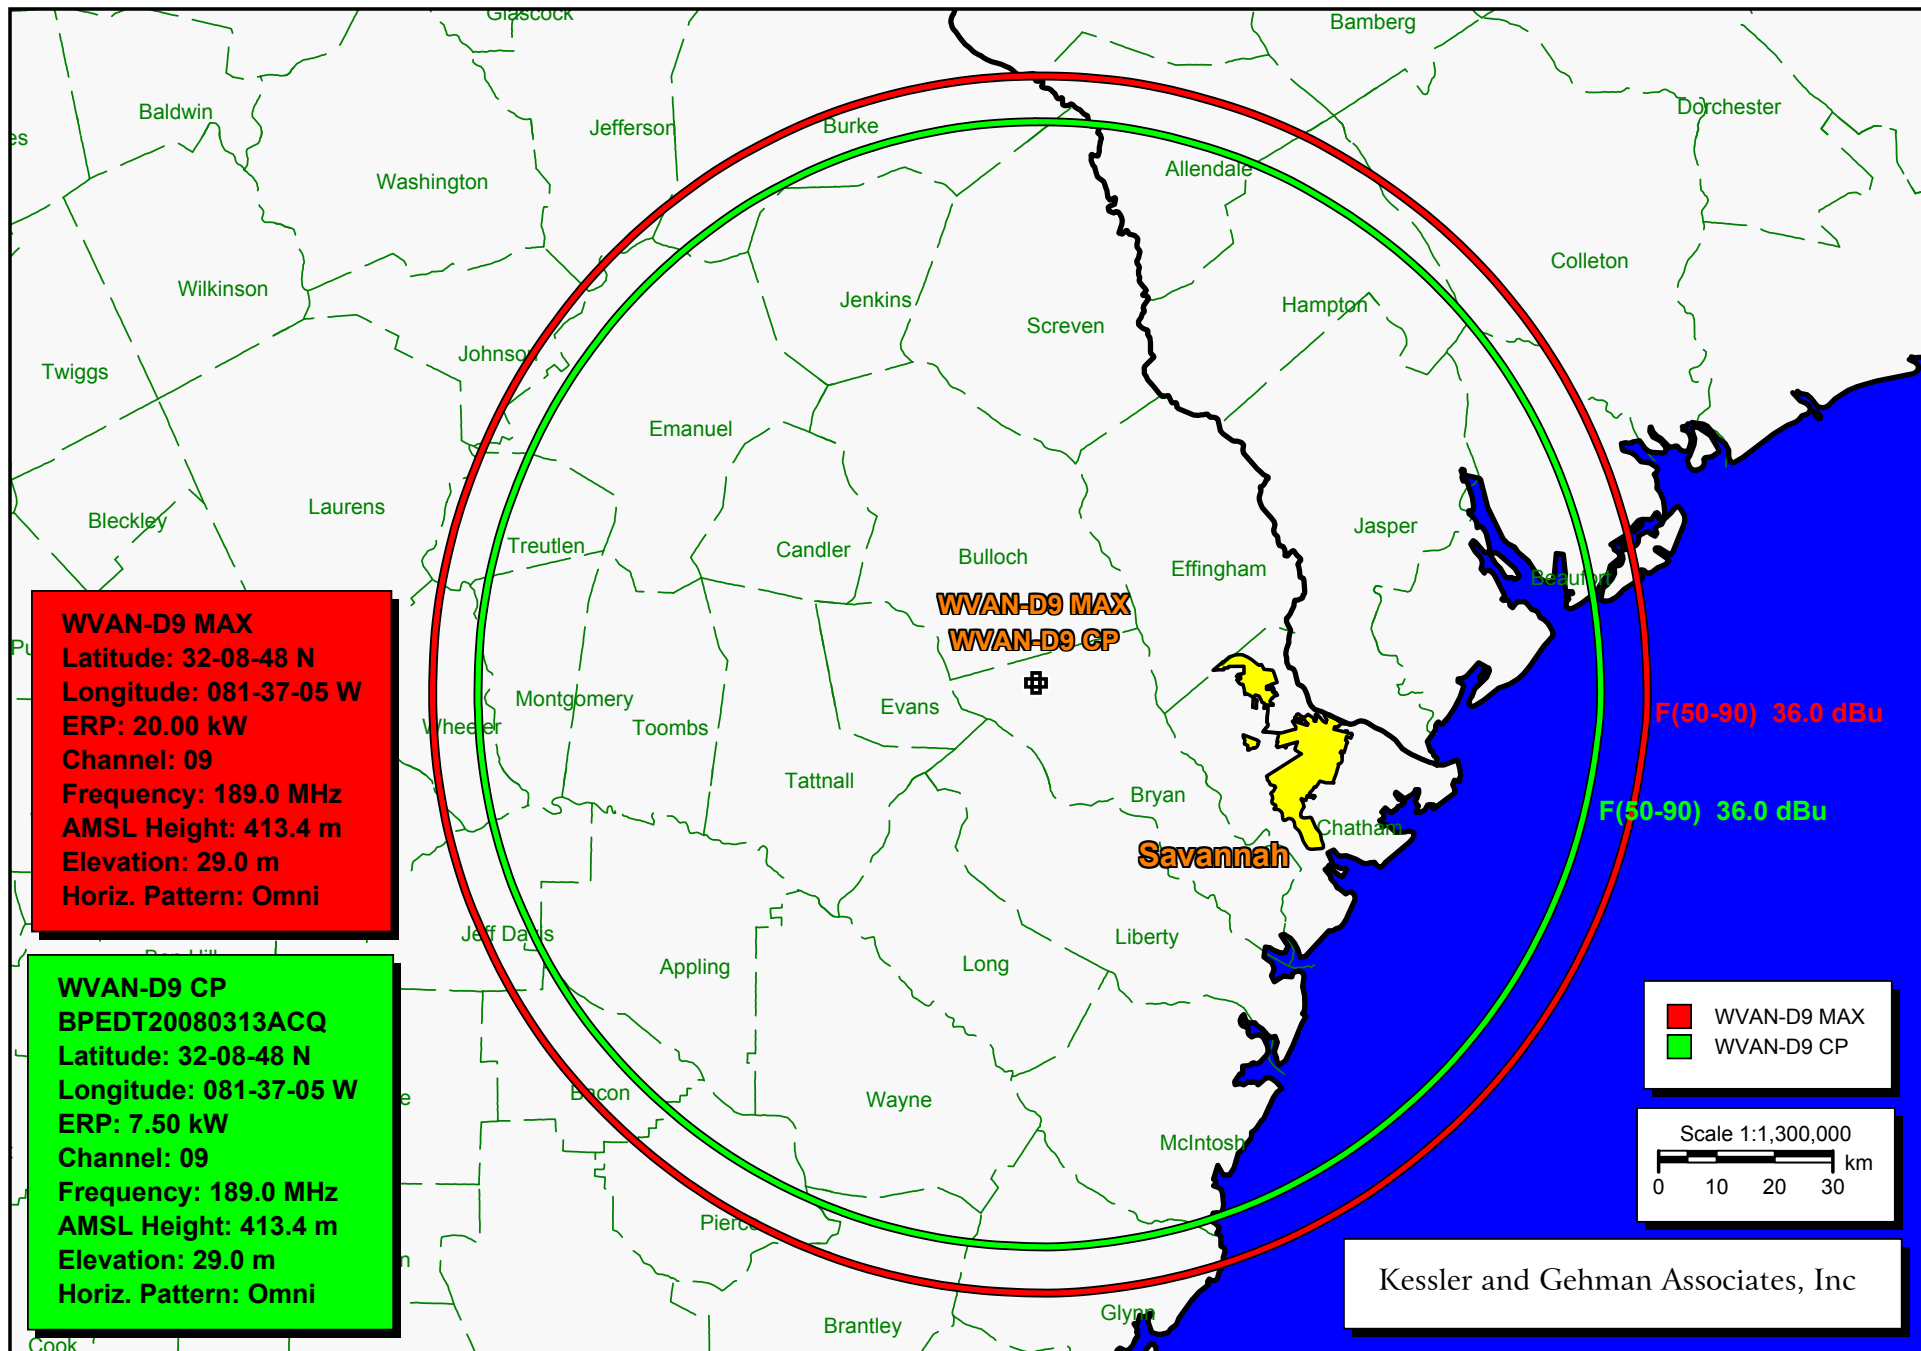 Glascock
Bamberg
Baldwin
Jefferson
Burke
Dorchester
es
Washington
Allendale
Wilkinson
Jenkins
Screven
Hampton
Colleton
Twiggs
Johnson
Emanuel
Laurens
Bleckley
Treutlen
Candler
Bulloch
Effingham
Jasper
Beaufort
WVAN-D9 MAX
WVAN-D9 CP
Pu
Montgomery
Toombs
Wheeler
Evans
Tattnall
Bryan
Chatham
Savannah
F(50-90) 36.0 dBu
F(50-90) 36.0 dBu
WVAN-D9 MAX
Latitude: 32-08-48 N
Longitude: 081-37-05 W
ERP: 20.00 kW
Channel: 09
Frequency: 189.0 MHz
AMSL Height: 413.4 m
Elevation: 29.0 m
Horiz. Pattern: Omni
Jeff Davis
Ben Hill
Appling
Long
Liberty
WVAN-D9 CP
BPEDT20080313ACQ
Latitude: 32-08-48 N
Longitude: 081-37-05 W
ERP: 7.50 kW
Channel: 09
Frequency: 189.0 MHz
AMSL Height: 413.4 m
Elevation: 29.0 m
Horiz. Pattern: Omni
e
Bacon
Wayne
McIntosh
Pierce
n
Brantley
Glynn
Cook
WVAN-D9 MAX
WVAN-D9 CP
Scale 1:1,300,000
km
0 10 20 30
Kessler and Gehman Associates, Inc